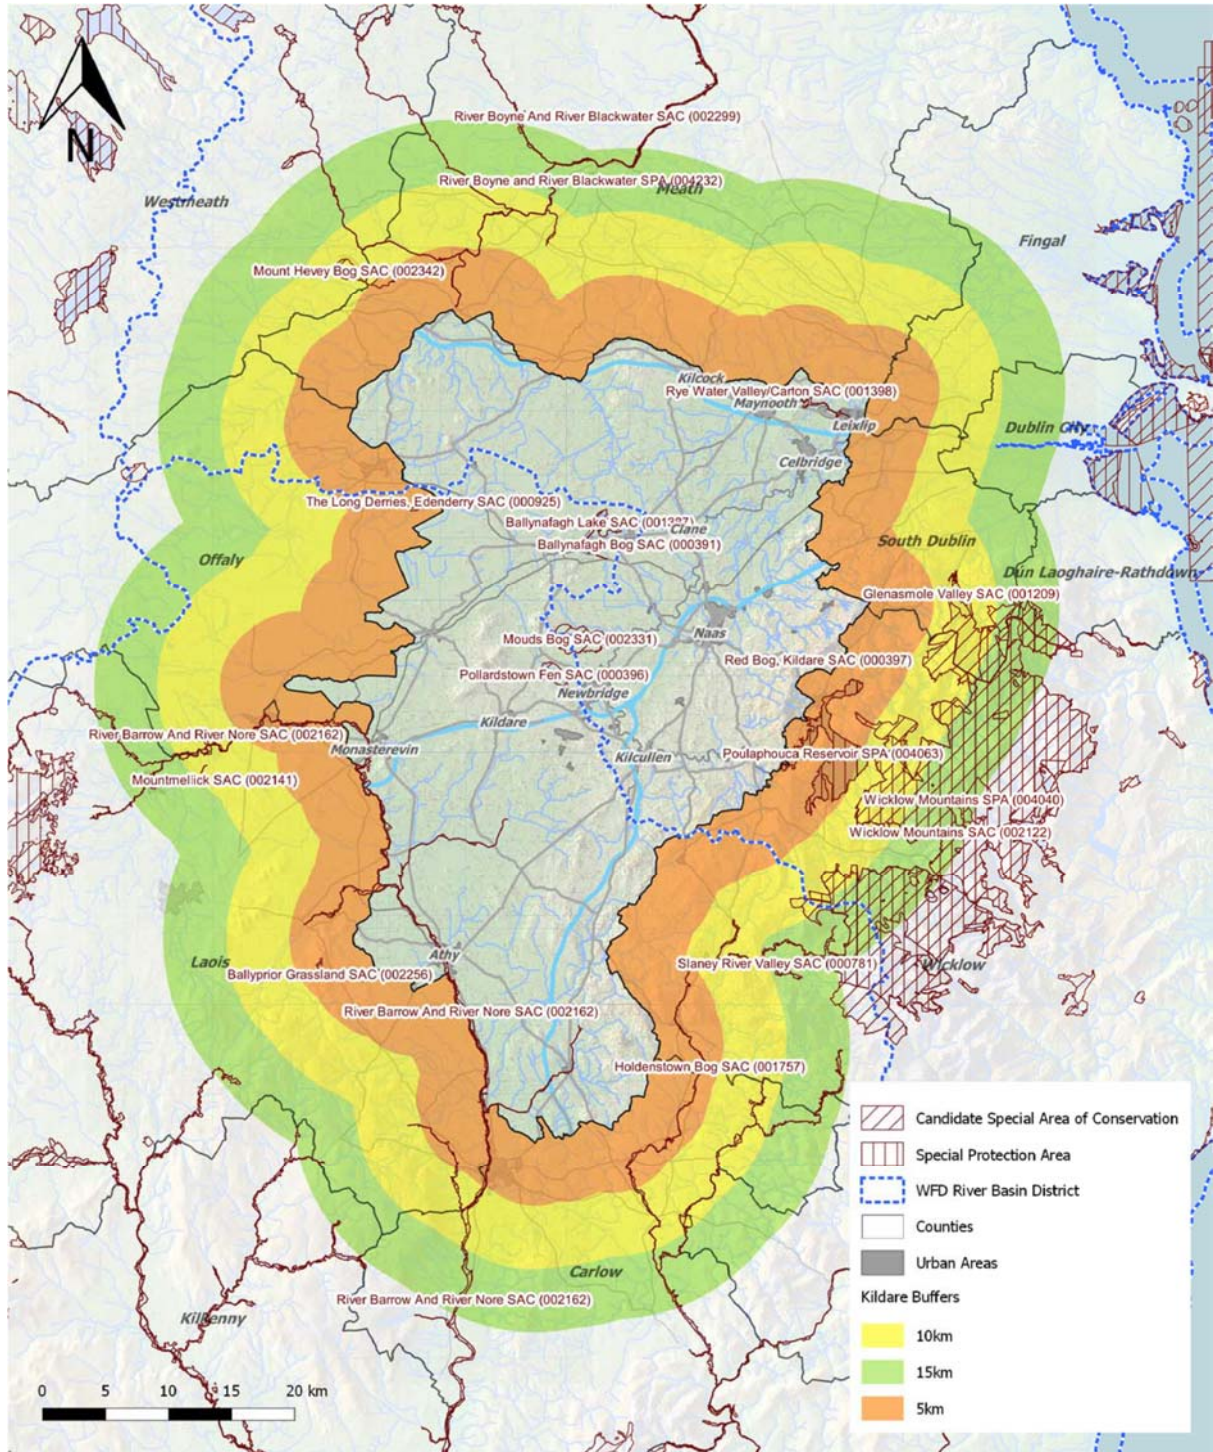 N
River Boyne And River Blackwater SAC (002299)
River Boyne and River Blackwater SPA (004232)
Meath
Westmeath
Fingal
Mount Hevey Bog SAC (002342)
Kilcock
Rye Water Valley/Carton SAC (001398)
Maynooth
Leixlip
Dublin City
Celbridge
The Long Derries, Edenderry SAC (000925)
Ballynafagh Lake SAC (001387)
Clane
Ballynafagh Bog SAC (000391)
South Dublin
Offaly
Dún Laoghaire-Rathdown
Glenasmole Valley SAC (001209)
Mouds Bog SAC (002331)
Naas
Red Bog, Kildare SAC (000397)
Pollardstown Fen SAC (000396)
Newbridge
Kildare
River Barrow And River Nore SAC (002162)
Monasterevin
Kilcullen
Poulaphouca Reservoir SPA (004063)
Mountmellick SAC (002141)
Wicklow Mountains SPA (004040)
Wicklow Mountains SAC (002122)
Athy
Laois
Ballyprior Grassland SAC (002256)
Slaney River Valley SAC (000781)
Wicklow
River Barrow And River Nore SAC (002162)
Holdenstown Bog SAC (001757)
Carlow
River Barrow And River Nore SAC (002162)
Kilkenny
Candidate Special Area of Conservation
Special Protection Area
WFD River Basin District
Counties
Urban Areas
Kildare Buffers
10km
15km
5km
0 5 10 15 20 km